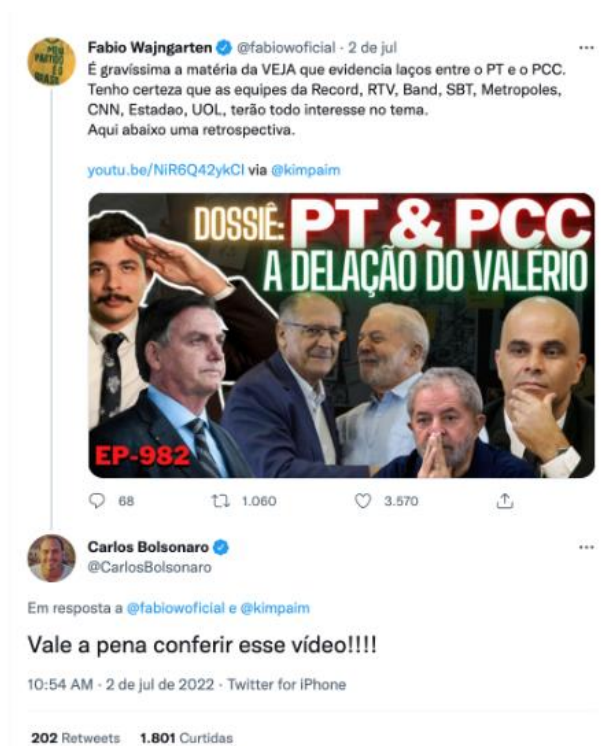 Fabio Wajngarten @fabiowoficial · 2 de jul
É gravíssima a matéria da VEJA que evidencia laços entre o PT e o PCC.
Tenho certeza que as equipes da Record, RTV, Band, SBT, Metropoles,
CNN, Estadao, UOL, terão todo interesse no tema.
Aqui abaixo uma retrospectiva.
youtu.be/NiR6Q42ykCI via @kimpaim
DOSSIÊ: PT & PCC
A DELAÇÃO DO VALÉRIO
EP-982
68 1.060 3.570
Carlos Bolsonaro
@CarlosBolsonaro
Em resposta a @fabiowoficial e @kimpaim
Vale a pena conferir esse vídeo!!!!
10:54 AM · 2 de jul de 2022 · Twitter for iPhone
202 Retweets 1.801 Curtidas